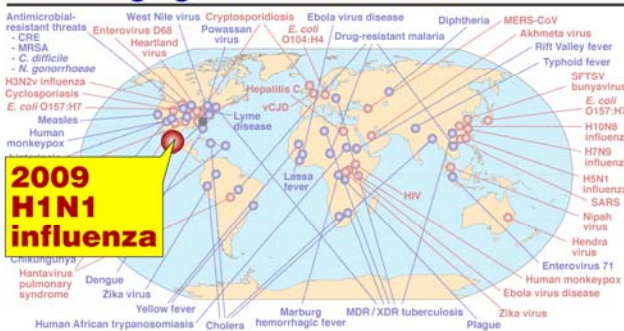 Antimicrobial-
resistant threats
- CRE
- MRSA
- C. difficile
- N. gonorrhoeae
H3N2v influenza
Cyclosporiasis
E. coli O157:H7
Measles
Human
monkeypox
2009
H1N1
influenza
Hantavirus
pulmonary
syndrome
Dengue
Zika virus
Yellow fever
Human African trypanosomiasis
Cholera
Enterovirus D68
Heartland
virus
West Nile virus
Powassan
virus
Cryptosporidiosis
E. coli
O104:H4
Ebola virus disease
Drug-resistant malaria
Diphtheria
MERS-CoV
Akhmeta virus
Rift Valley fever
Typhoid fever
SFTSV
bunyavirus
E. coli
O157:H7
H10N8
influenza
H7N9
influenza
H5N1
influenza
SARS
Nipah
virus
Hendra
virus
Enterovirus 71
Human monkeypox
Ebola virus disease
Zika virus
Plague
MDR / XDR tuberculosis
Marburg
hemorrhagic fever
Hepatitis C
vCJD
Lyme
disease
Lassa
fever
HIV